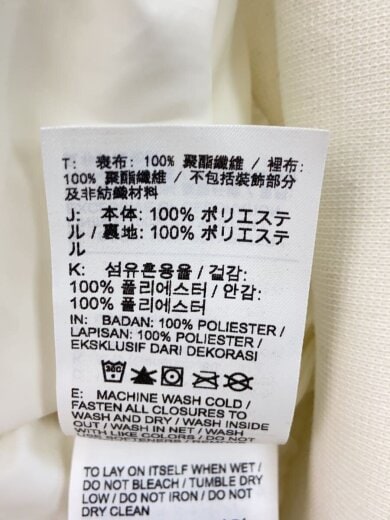 T: 表布: 100% 聚酯纖維 / 裡布:
100% 聚酯纖維 / 不包括裝飾部分
及非紡織材料
J: 本体: 100% ポリエステ
ル / 裏地: 100% ポリエステ
ル
K: 섬유혼용율 / 겉감:
100% 폴리에스터 / 안감:
100% 폴리에스터
IN: BADAN: 100% POLIESTER /
LAPISAN: 100% POLIESTER /
EKSKLUSIF DARI DEKORASI
E: MACHINE WASH COLD /
FASTEN ALL CLOSURES TO
WASH AND DRY / WASH INSIDE
OUT / WASH IN NET / WASH
WITH LIKE COLORS / DO NOT
USE SOFTENERS
TO LAY ON ITSELF WHEN WET /
DO NOT BLEACH / TUMBLE DRY
LOW / DO NOT IRON / DO NOT
DRY CLEAN